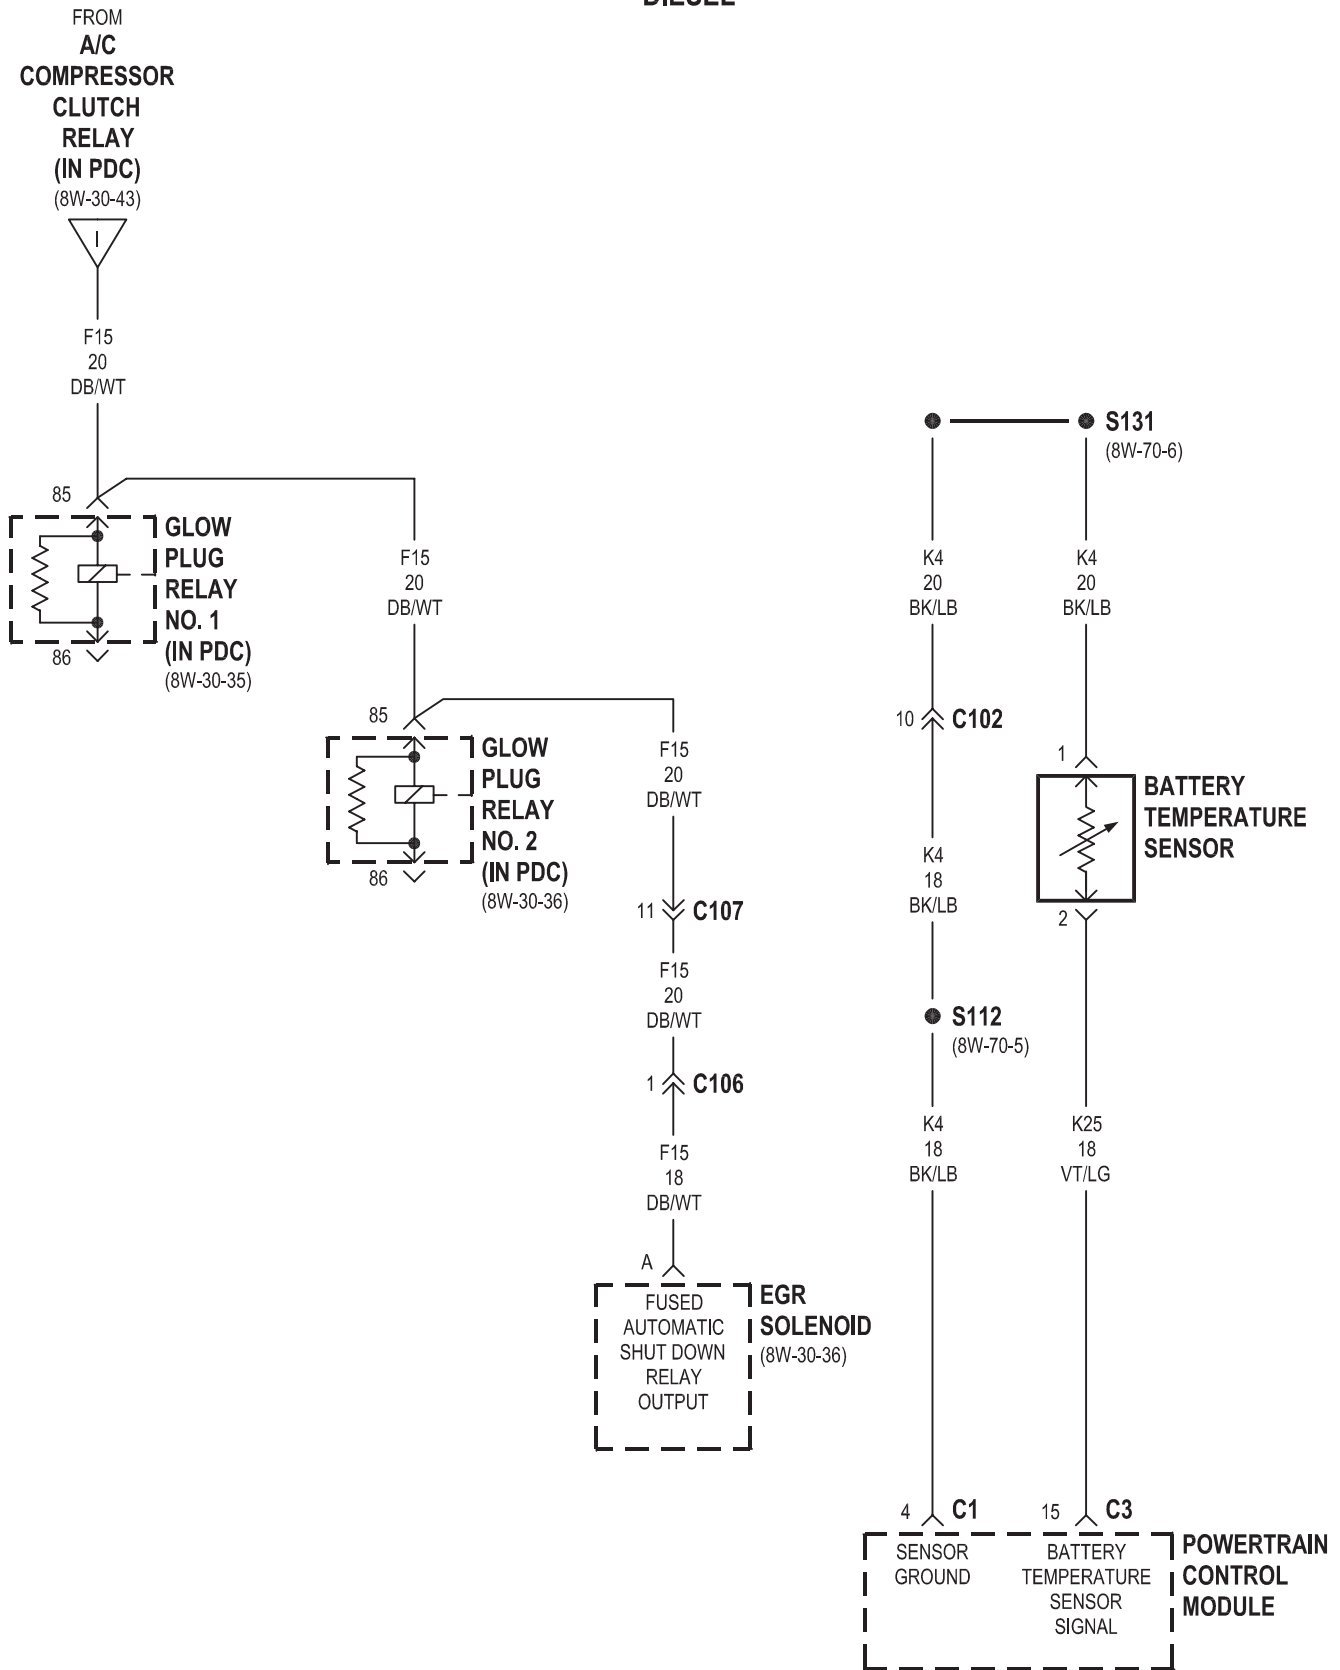 DIESEL
FROM
A/C
COMPRESSOR
CLUTCH
RELAY
(IN PDC)
(8W-30-43)
I
F15
20
DB/WT
85
GLOW
PLUG
RELAY
NO. 1
(IN PDC)
(8W-30-35)
86
F15
20
DB/WT
85
GLOW
PLUG
RELAY
NO. 2
(IN PDC)
(8W-30-36)
86
F15
20
DB/WT
11 C107
F15
20
DB/WT
1 C106
F15
18
DB/WT
A
FUSED
AUTOMATIC
SHUT DOWN
RELAY
OUTPUT
EGR
SOLENOID
(8W-30-36)
S131
(8W-70-6)
K4
20
BK/LB
10 C102
K4
18
BK/LB
S112
(8W-70-5)
K4
18
BK/LB
4 C1
SENSOR
GROUND
K4
20
BK/LB
1
BATTERY
TEMPERATURE
SENSOR
2
K25
18
VT/LG
15 C3
BATTERY
TEMPERATURE
SENSOR
SIGNAL
POWERTRAIN
CONTROL
MODULE